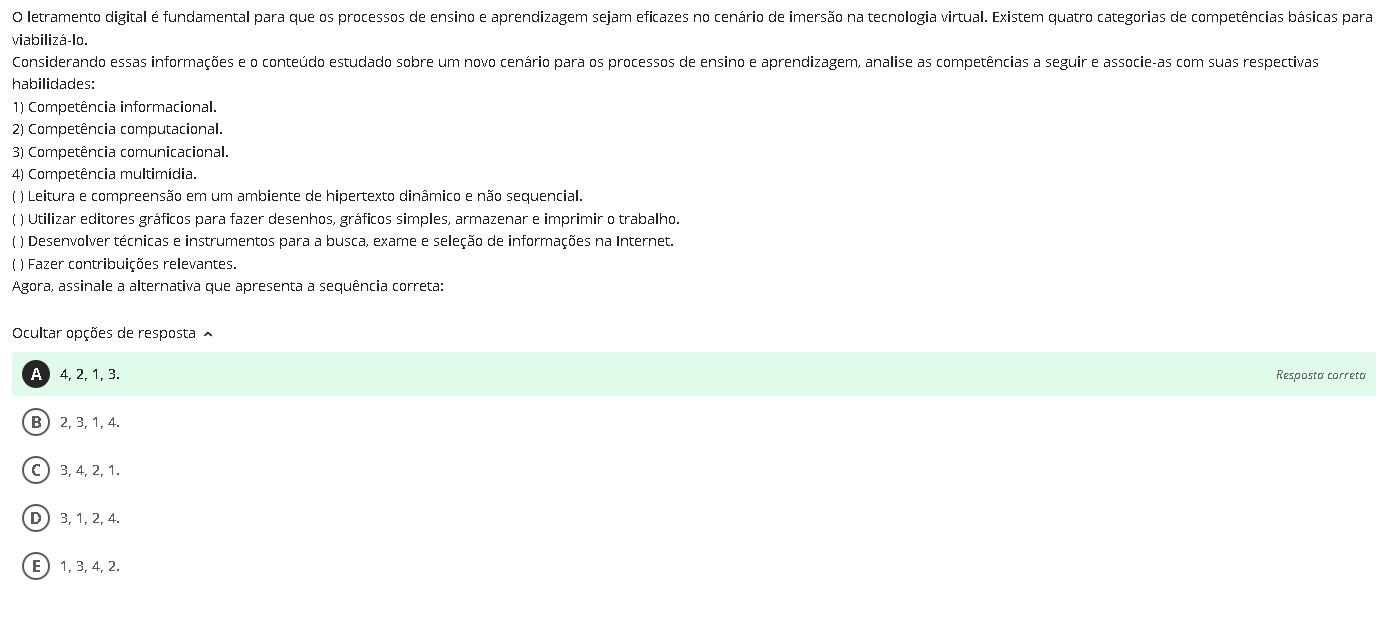 O letramento digital é fundamental para que os processos de ensino e aprendizagem sejam eficazes no cenário de imersão na tecnologia virtual. Existem quatro categorias de competências básicas para
viabilizá-lo.
Considerando essas informações e o conteúdo estudado sobre um novo cenário para os processos de ensino e aprendizagem, analise as competências a seguir e associe-as com suas respectivas
habilidades:
1) Competência informacional.
2) Competência computacional.
3) Competência comunicacional.
4) Competência multimídia.
( ) Leitura e compreensão em um ambiente de hipertexto dinâmico e não sequencial.
( ) Utilizar editores gráficos para fazer desenhos, gráficos simples, armazenar e imprimir o trabalho.
( ) Desenvolver técnicas e instrumentos para a busca, exame e seleção de informações na Internet.
( ) Fazer contribuições relevantes.
Agora, assinale a alternativa que apresenta a sequência correta:
Ocultar opções de resposta
A 4, 2, 1, 3. Resposta correta
B 2, 3, 1, 4.
C 3, 4, 2, 1.
D 3, 1, 2, 4.
E 1, 3, 4, 2.